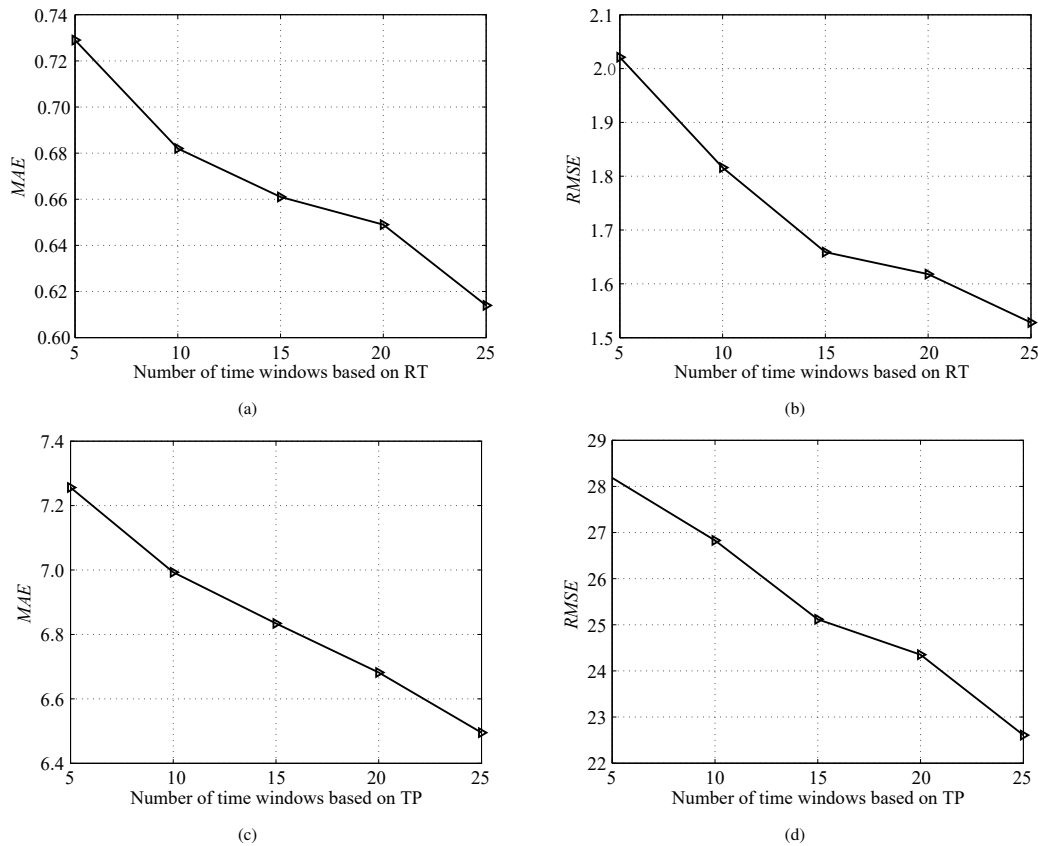 0.74
0.72
0.70
0.68
0.66
0.64
0.62
0.60
MAE
5 10 15 20 25
Number of time windows based on RT
(a)
2.1
2.0
1.9
1.8
1.7
1.6
1.5
RMSE
5 10 15 20 25
Number of time windows based on RT
(b)
7.4
7.2
7.0
6.8
6.6
6.4
MAE
5 10 15 20 25
Number of time windows based on TP
(c)
29
28
27
26
25
24
23
22
RMSE
5 10 15 20 25
Number of time windows based on TP
(d)